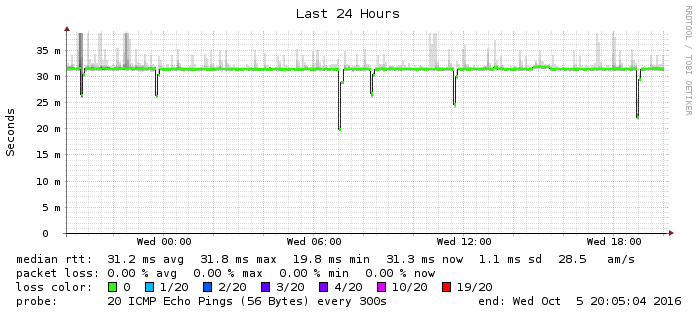 Last 24 Hours
RRDTOOL / TOBI OETIKER
Seconds
35 m
30 m
25 m
20 m
15 m
10 m
5 m
0
Wed 00:00 Wed 06:00 Wed 12:00 Wed 18:00
median rtt: 31.2 ms avg 31.8 ms max 19.8 ms min 31.3 ms now 1.1 ms sd 28.5 am/s
packet loss: 0.00 % avg 0.00 % max 0.00 % min 0.00 % now
loss color: 0 1/20 2/20 3/20 4/20 10/20 19/20
probe: 20 ICMP Echo Pings (56 Bytes) every 300s end: Wed Oct 5 20:05:04 2016